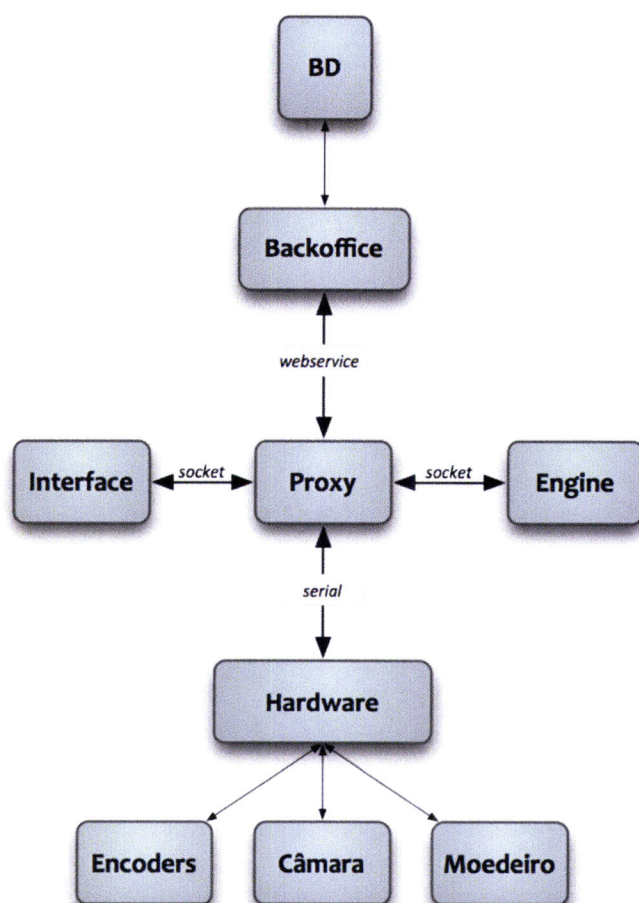 BD
Backoffice
webservice
Interface
socket
Proxy
socket
Engine
serial
Hardware
Encoders
Câmara
Moedeiro